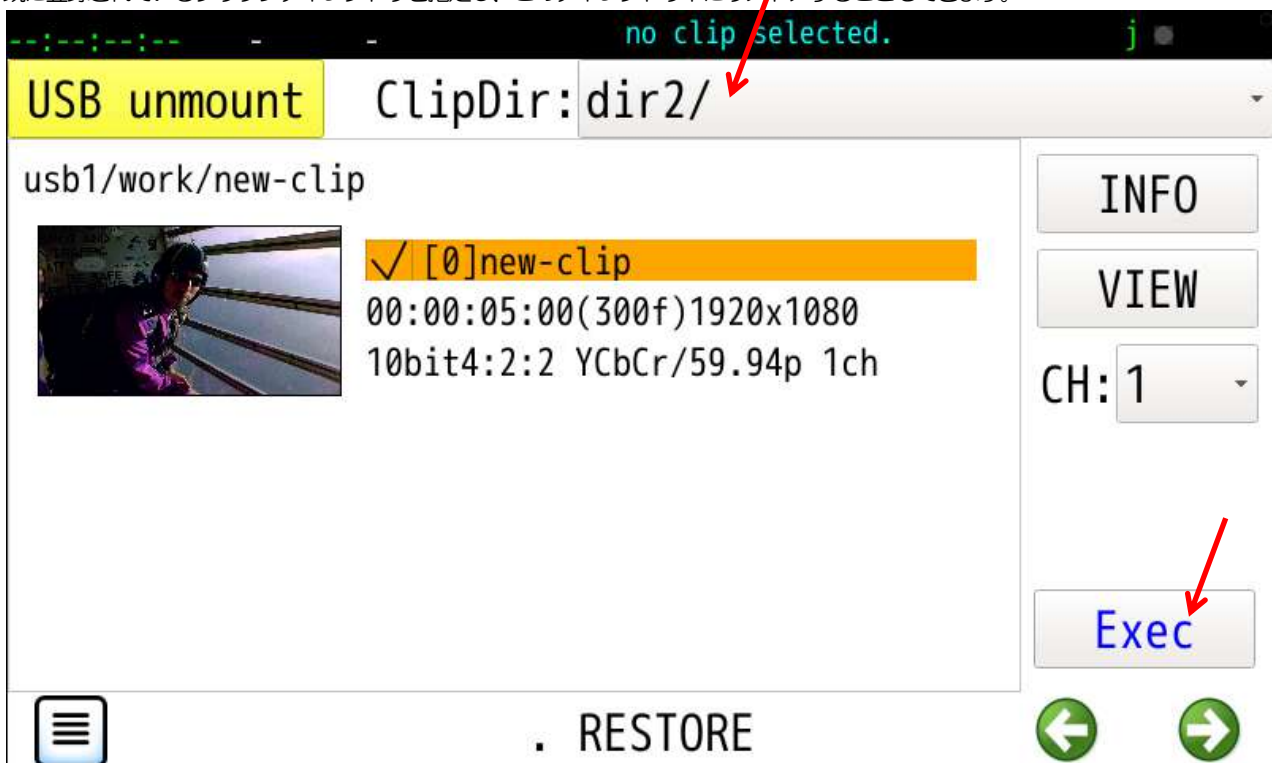 --:--:--:-- - - no clip selected. j
USB unmount ClipDir: dir2/
usb1/work/new-clip
✓ [0]new-clip
00:00:05:00(300f)1920x1080
10bit4:2:2 YCbCr/59.94p 1ch
INFO
VIEW
CH: 1
Exec
. RESTORE